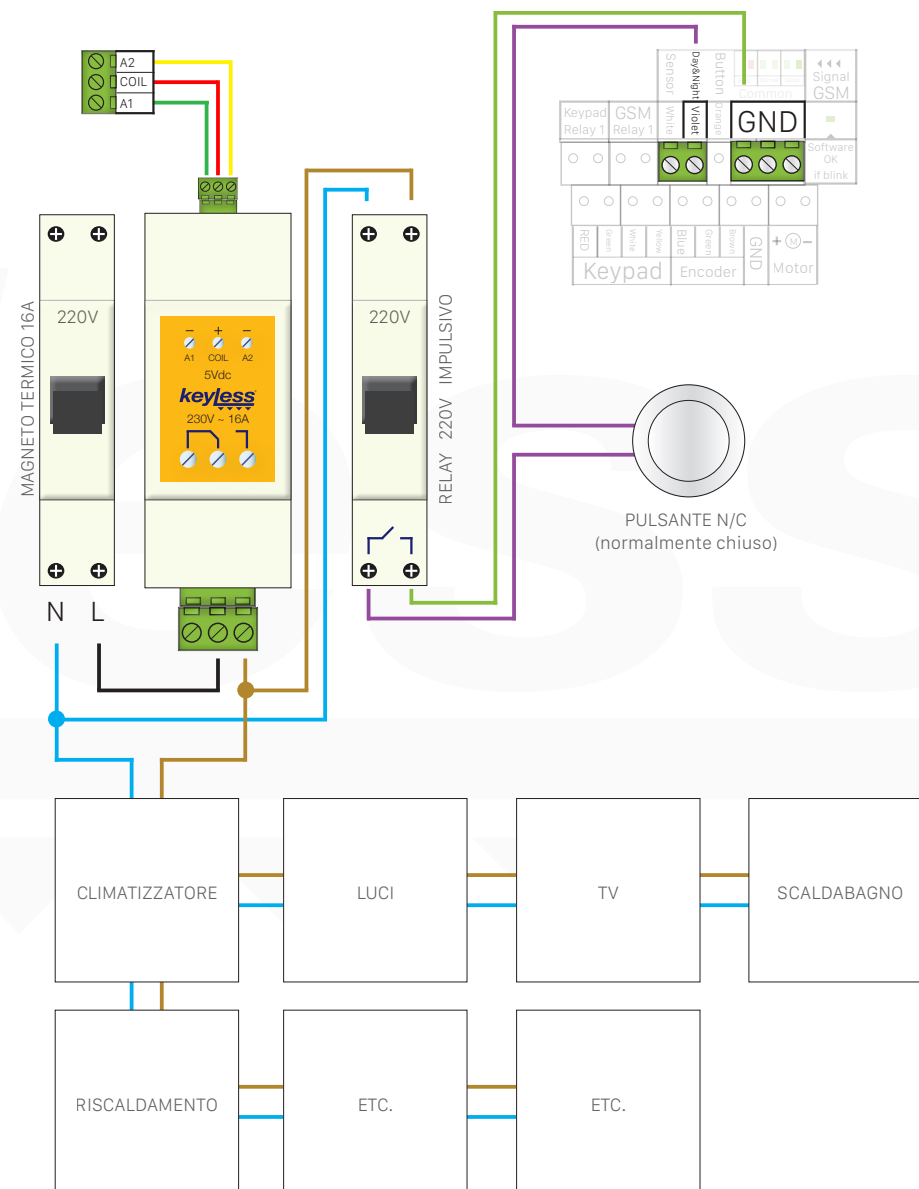 A2
COIL
A1
Sensor
Day&Night
Button
Common
Signal
GSM
Keypad
Relay 1
GSM
Relay 1
White
Violet
Orange
GND
Software
OK
if blink
RED
Green
White
Yellow
Blue
Green
Brown
GND
+ M -
Keypad
Encoder
Motor
MAGNETO TERMICO 16A
220V
- + -
A1 COIL A2
5Vdc
keyless
230V ~ 16A
220V
RELAY 220V IMPULSIVO
PULSANTE N/C
(normalmente chiuso)
N L
CLIMATIZZATORE
LUCI
TV
SCALDABAGNO
RISCALDAMENTO
ETC.
ETC.